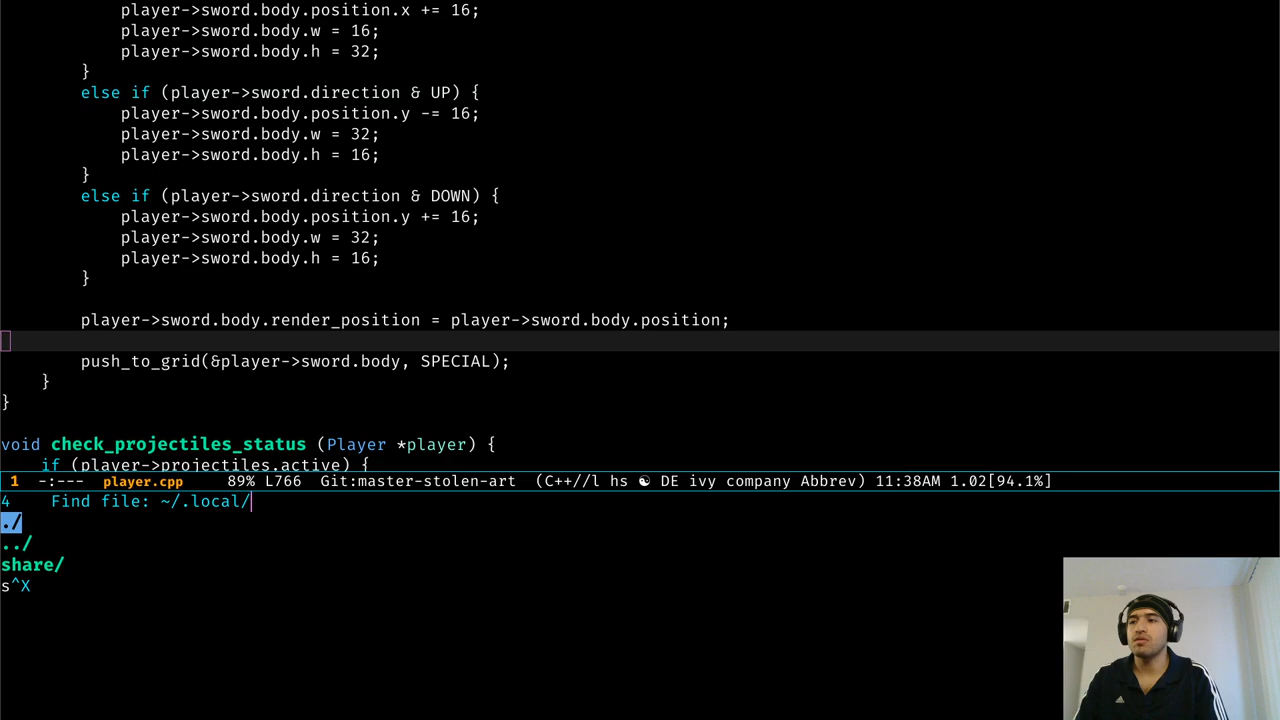 player->sword.body.position.x += 16;
player->sword.body.w = 16;
player->sword.body.h = 32;
}
else if (player->sword.direction & UP) {
player->sword.body.position.y -= 16;
player->sword.body.w = 32;
player->sword.body.h = 16;
}
else if (player->sword.direction & DOWN) {
player->sword.body.position.y += 16;
player->sword.body.w = 32;
player->sword.body.h = 16;
}
player->sword.body.render_position = player->sword.body.position;
push_to_grid(&player->sword.body, SPECIAL);
}
}
void check_projectiles_status (Player *player) {
if (player->projectiles.active) {
1 -:--- player.cpp 89% L766 Git:master-stolen-art (C++//l hs ☯ DE ivy company Abbrev) 11:38AM 1.02[94.1%]
4 Find file: ~/.local/
./
../
share/
s^X